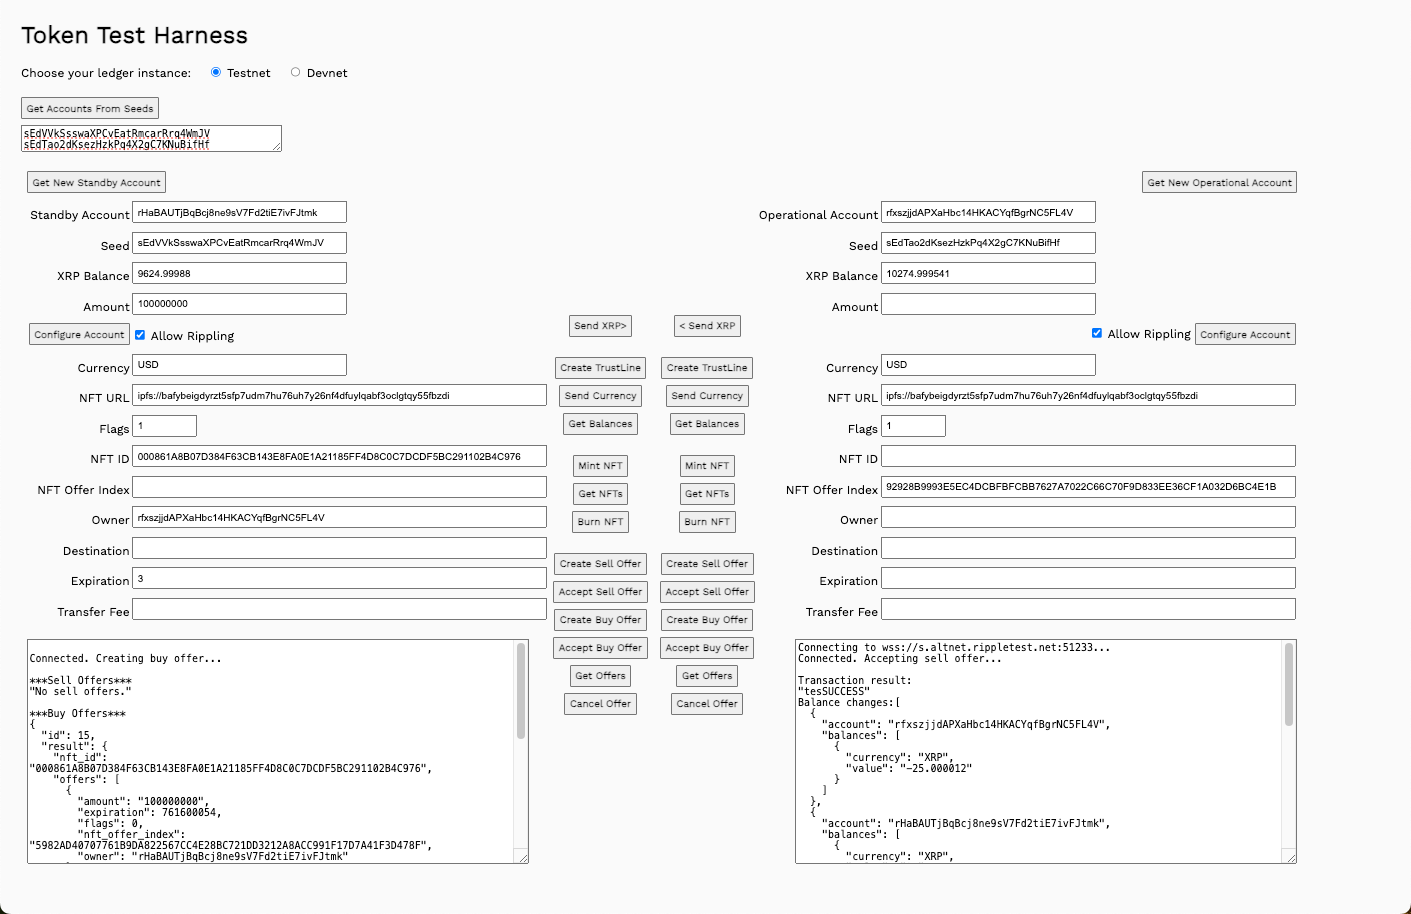 Token Test Harness
Choose your ledger instance: Testnet Devnet
Get Accounts From Seeds
sEdVVkSsswaXPCvEatRmcarRrq4WmJV
sEdTao2dKsezHzkPq4X2gC7KNuBifHf
Get New Standby Account
Standby Account rHaBAUTjBqBcj8ne9sV7Fd2tiE7ivFJtmk
Seed sEdVVkSsswaXPCvEatRmcarRrq4WmJV
XRP Balance 9624.99988
Amount 100000000
Configure Account Allow Rippling
Currency USD
NFT URL ipfs://bafybeigdyrzt5sfp7udm7hu76uh7y26nf4dfuylqabf3oclgtqy55fbzdi
Flags 1
NFT ID 000861A8B07D384F63CB143E8FA0E1A21185FF4D8C0C7DCDF5BC291102B4C976
NFT Offer Index
Owner rfxszjjdAPXaHbc14HKACYqfBgrNC5FL4V
Destination
Expiration 3
Transfer Fee
Connected. Creating buy offer...
***Sell Offers***
"No sell offers."
***Buy Offers***
{
"id": 15,
"result": {
"nft_id":
"000861A8B07D384F63CB143E8FA0E1A21185FF4D8C0C7DCDF5BC291102B4C976",
"offers": [
{
"amount": "100000000",
"expiration": 761600054,
"flags": 0,
"nft_offer_index":
"5982AD40707761B9DA822567CC4E28BC721DD3212A8ACC991F17D7A41F3D478F",
"owner": "rHaBAUTjBqBcj8ne9sV7Fd2tiE7ivFJtmk"
Send XRP> < Send XRP
Create TrustLine Create TrustLine
Send Currency Send Currency
Get Balances Get Balances
Mint NFT Mint NFT
Get NFTs Get NFTs
Burn NFT Burn NFT
Create Sell Offer Create Sell Offer
Accept Sell Offer Accept Sell Offer
Create Buy Offer Create Buy Offer
Accept Buy Offer Accept Buy Offer
Get Offers Get Offers
Cancel Offer Cancel Offer
Get New Operational Account
Operational Account rfxszjjdAPXaHbc14HKACYqfBgrNC5FL4V
Seed sEdTao2dKsezHzkPq4X2gC7KNuBifHf
XRP Balance 10274.999541
Amount
Allow Rippling Configure Account
Currency USD
NFT URL ipfs://bafybeigdyrzt5sfp7udm7hu76uh7y26nf4dfuylqabf3oclgtqy55fbzdi
Flags 1
NFT ID
NFT Offer Index 92928B9993E5EC4DCBFBFCBB7627A7022C66C70F9D833EE36CF1A032D6BC4E1B
Owner
Destination
Expiration
Transfer Fee
Connecting to wss://s.altnet.rippletest.net:51233...
Connected. Accepting sell offer...
Transaction result:
"tesSUCCESS"
Balance changes:[
{
"account": "rfxszjjdAPXaHbc14HKACYqfBgrNC5FL4V",
"balances": [
{
"currency": "XRP",
"value": "-25.000012"
}
]
},
{
"account": "rHaBAUTjBqBcj8ne9sV7Fd2tiE7ivFJtmk",
"balances": [
{
"currency": "XRP",